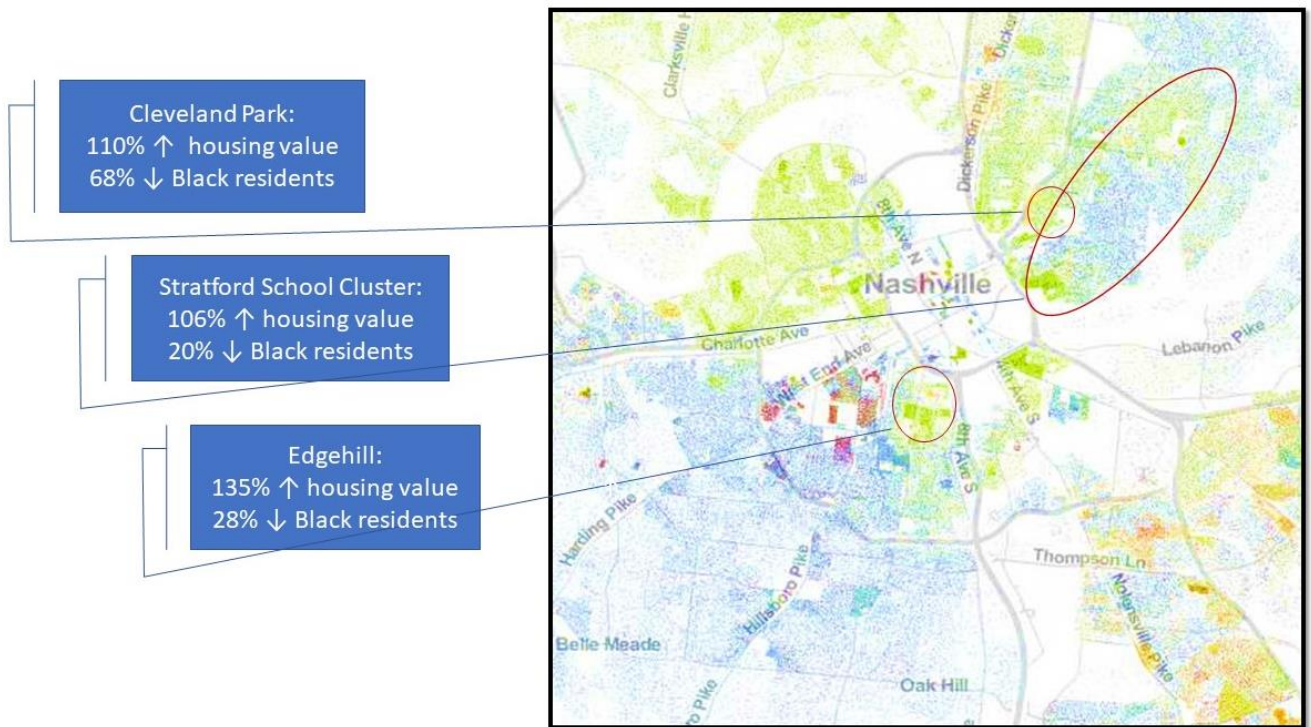 Cleveland Park:
110% ↑ housing value
68% ↓ Black residents
Stratford School Cluster:
106% ↑ housing value
20% ↓ Black residents
Edgehill:
135% ↑ housing value
28% ↓ Black residents
Clarksville
Dickerson Pike
8th Ave N
Nashville
Charlotte Ave
West End Ave
Lebanon Pike
4th Ave S
8th Ave S
Harding Pike
Thompson Ln
Hillsboro Pike
Nolensville Pike
Belle Meade
Oak Hill
Pike